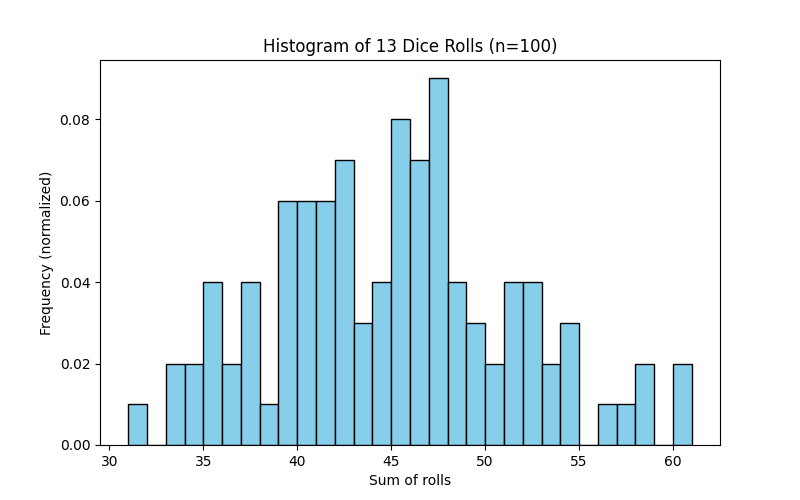 Histogram of 13 Dice Rolls (n=100)
Frequency (normalized)
0.08
0.06
0.04
0.02
0.00
30 35 40 45 50 55 60
Sum of rolls